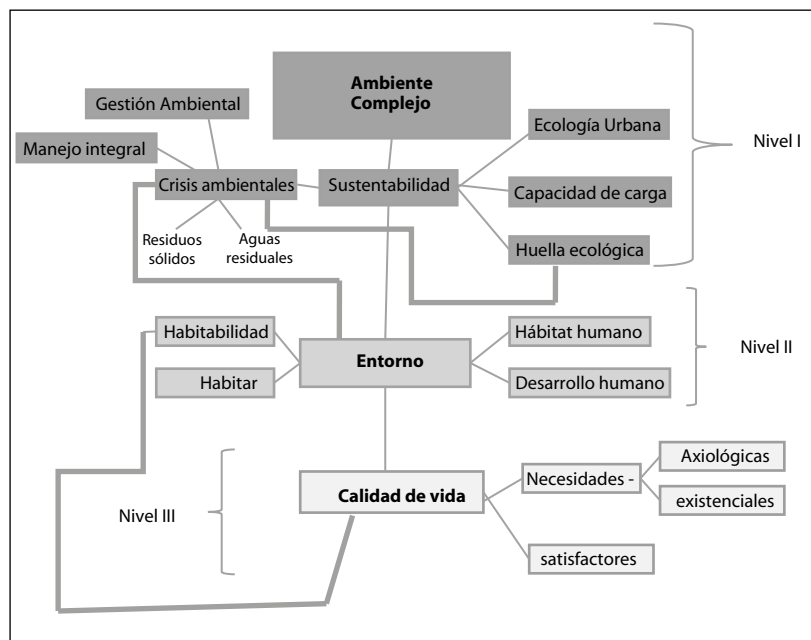 Ambiente
Complejo
Gestión Ambiental
Ecología Urbana
Nivel I
Manejo integral
Crisis ambientales
Sustentabilidad
Capacidad de carga
Residuos
sólidos
Aguas
residuales
Huella ecológica
Habitabilidad
Hábitat humano
Nivel II
Entorno
Habitar
Desarrollo humano
Axiológicas
Calidad de vida
Necesidades -
existenciales
Nivel III
satisfactores